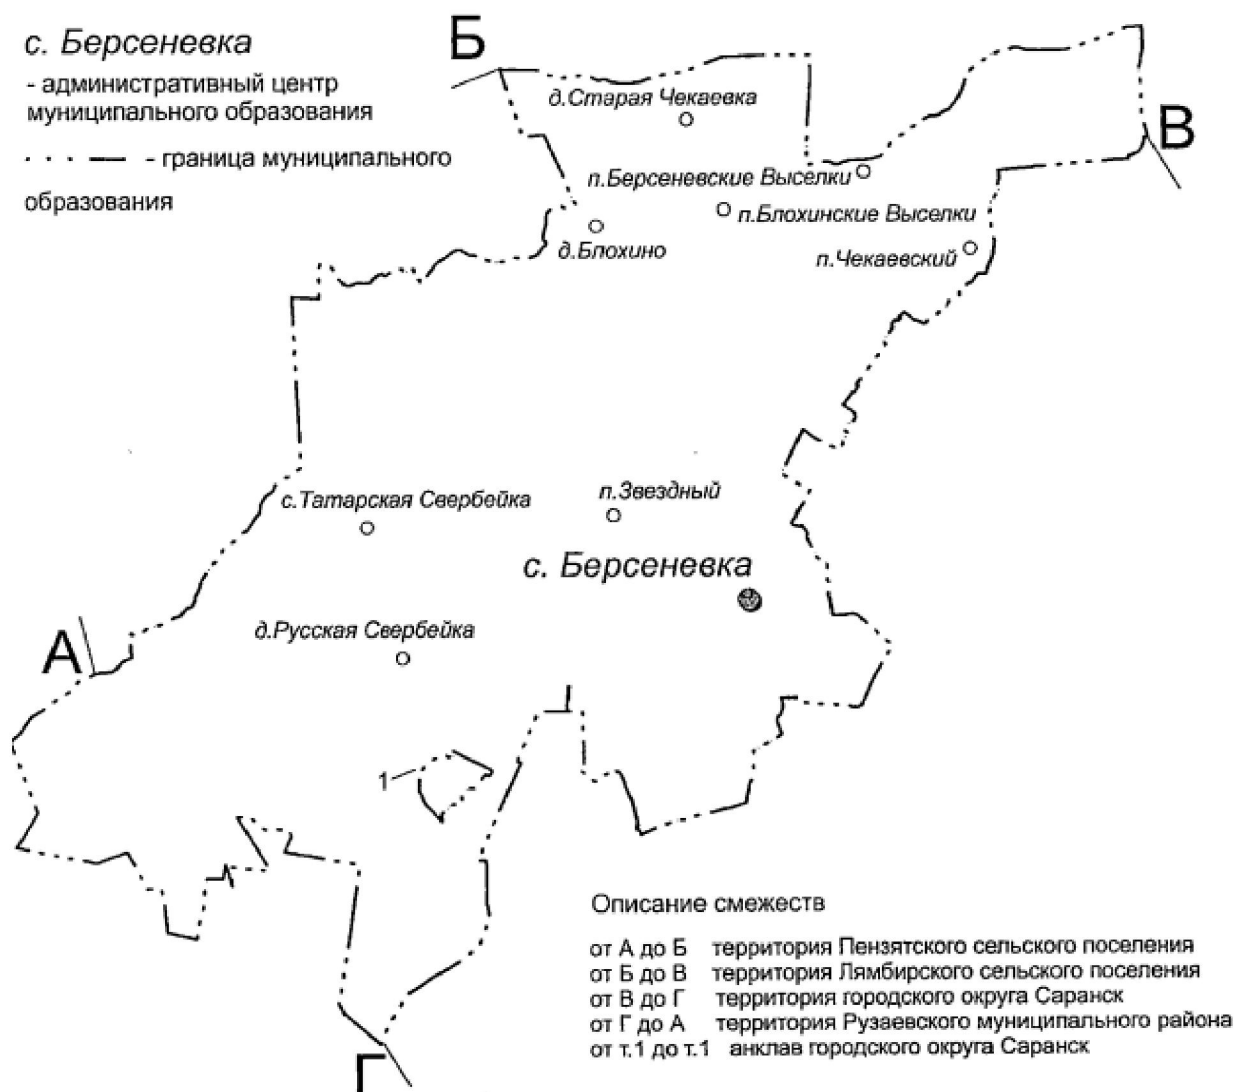 с. Берсеневка
- административный центр
муниципального образования
- граница муниципального
образования
Б
д.Старая Чекаевка
В
п.Берсеневские Выселки
п.Блохинские Выселки
д.Блохино
п.Чекаевский
с.Татарская Свербейка
п.Звездный
с. Берсеневка
А
д.Русская Свербейка
1
Описание смежеств
от А до Б территория Пензятского сельского поселения
от Б до В территория Лямбирского сельского поселения
от В до Г территория городского округа Саранск
от Г до А территория Рузаевского муниципального района
от т.1 до т.1 анклав городского округа Саранск
Г